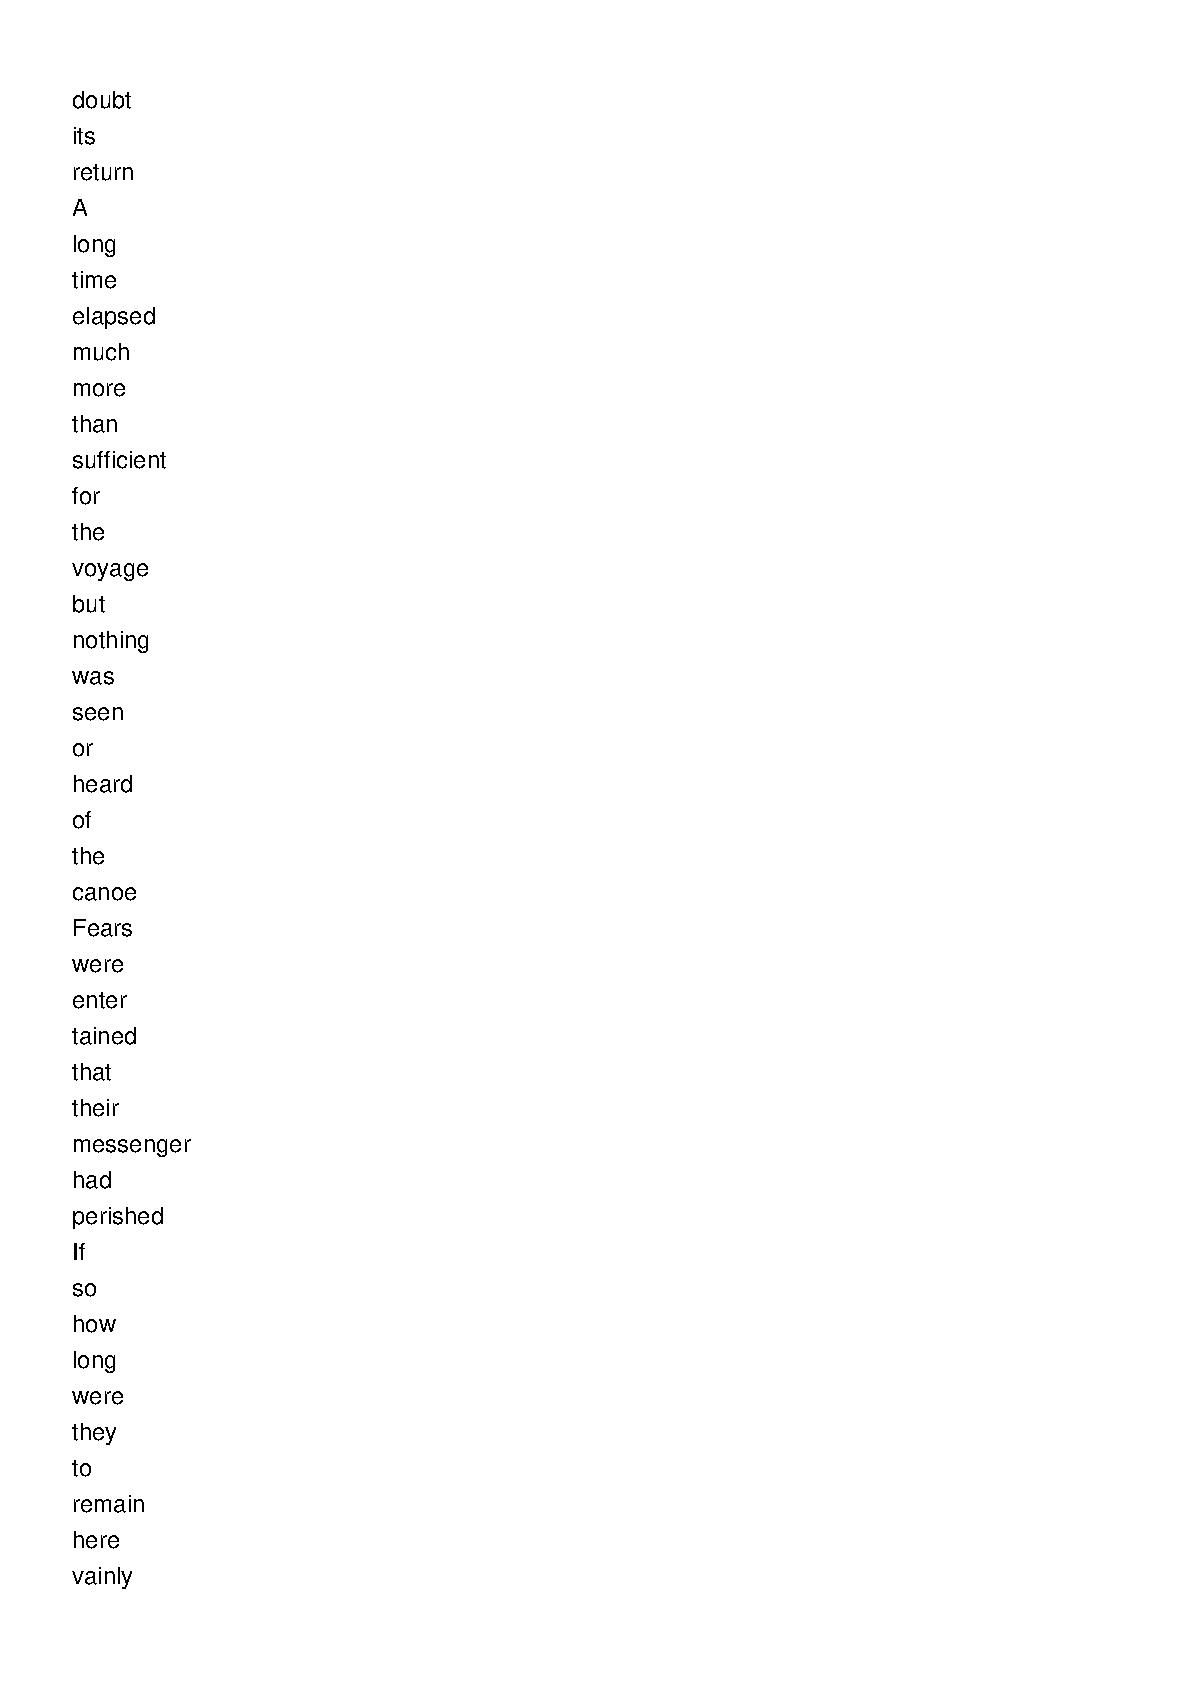 doubt
its
return
A
long
time
elapsed
much
more
than
sufficient
for
the
voyage
but
nothing
was
seen
or
heard
of
the
canoe
Fears
were
enter
tained
that
their
messenger
had
perished
If
so
how
long
were
they
to
remain
here
vainly